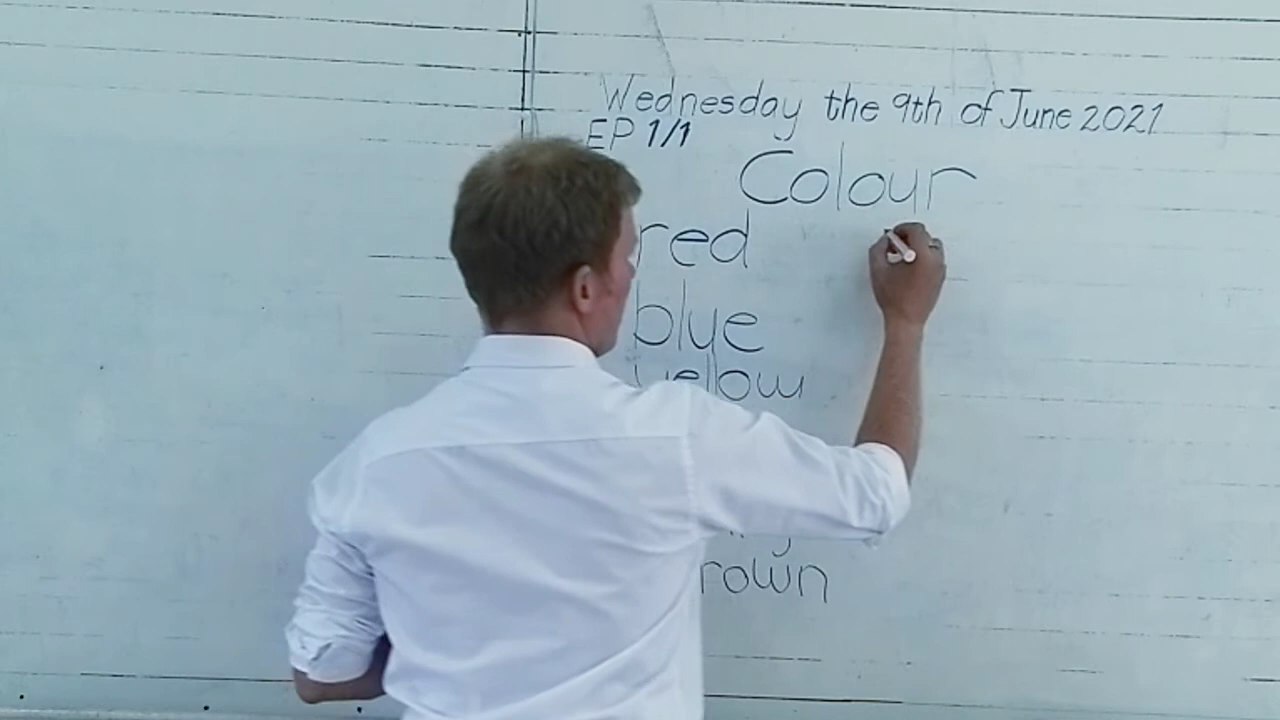 Wednesday the 9th of June 2021
EP 1/1
Colour
red
blue
yellow
rown